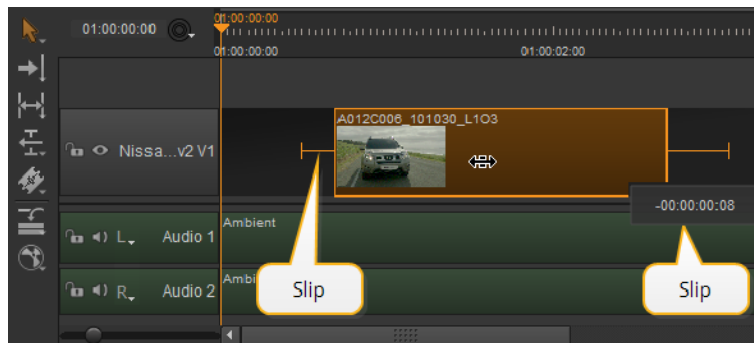 01:00:00:00
01:00:00:00
01:00:00:00
01:00:02:00
A012C006_101030_L1O3
Nissa...v2 V1
-00:00:00:08
Ambient
L
Audio 1
Slip
Slip
Ambi
R
Audio 2